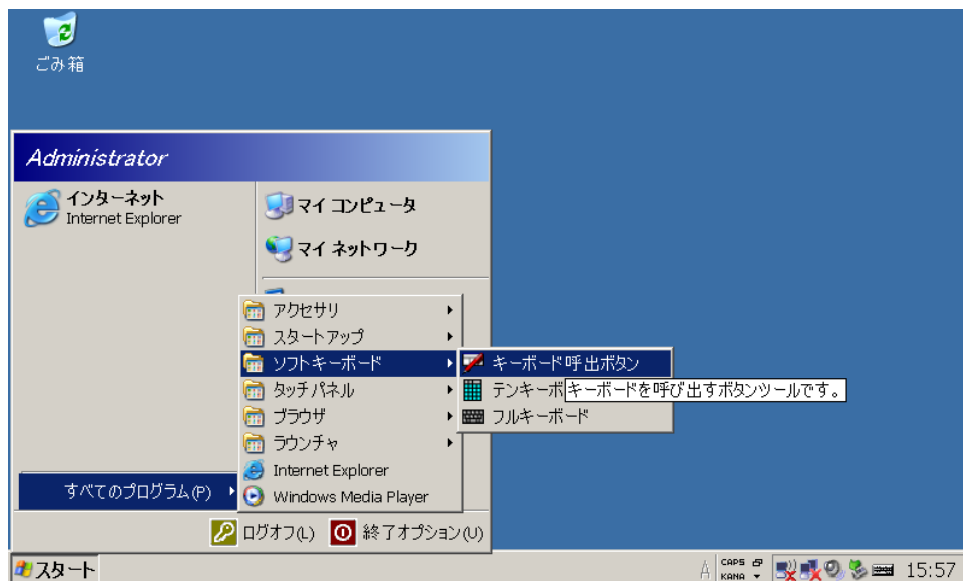 ごみ箱
Administrator
インターネット
Internet Explorer
マイ コンピュータ
マイ ネットワーク
アクセサリ
スタートアップ
ソフトキーボード
タッチパネル
ブラウザ
ラウンチャ
Internet Explorer
Windows Media Player
キーボード呼出ボタン
テンキーボ
キーボードを呼び出すボタンツールです。
フルキーボード
すべてのプログラム(P)
ログオフ(L)
終了オプション(U)
スタート
A
CAPS
KANA
15:57